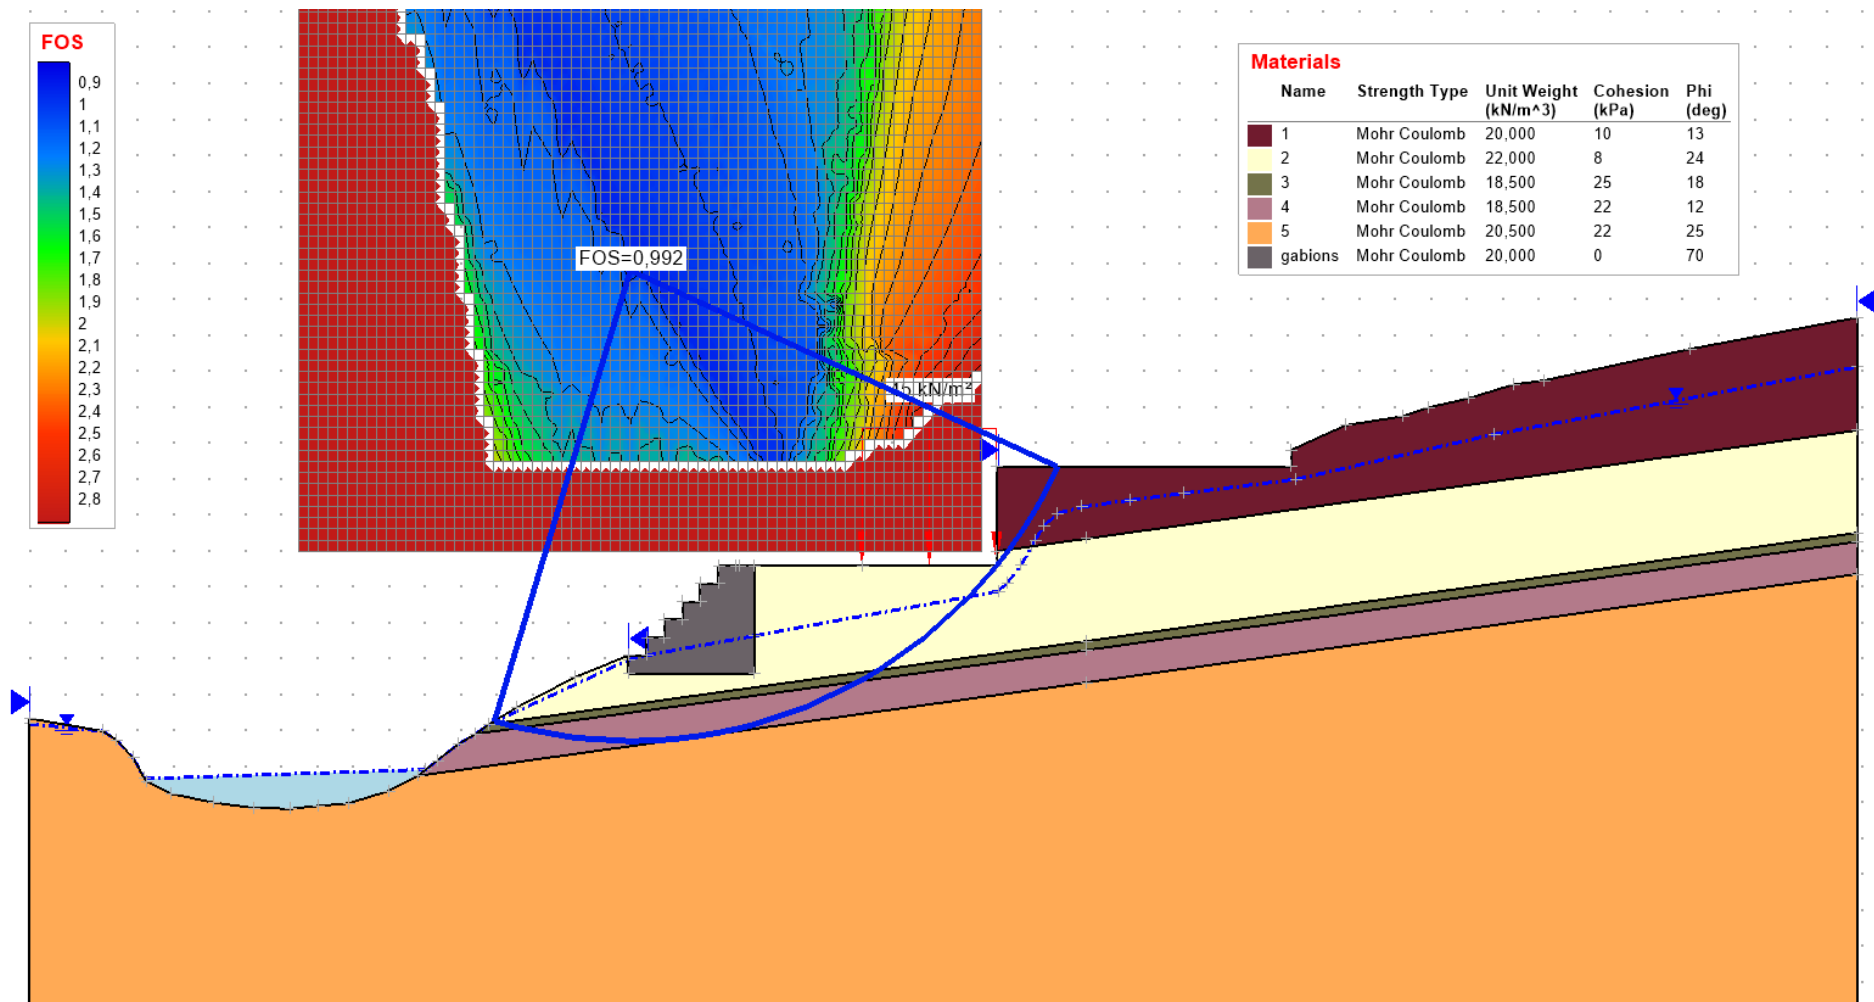 FOS
0,9
1
1,1
1,2
1,3
1,4
1,5
1,6
1,7
1,8
1,9
2
2,1
2,2
2,3
2,4
2,5
2,6
2,7
2,8
FOS=0,992
kN/m²
Materials
Name Strength Type Unit Weight (kN/m^3) Cohesion (kPa) Phi (deg)
1 Mohr Coulomb 20,000 10 13
2 Mohr Coulomb 22,000 8 24
3 Mohr Coulomb 18,500 25 18
4 Mohr Coulomb 18,500 22 12
5 Mohr Coulomb 20,500 22 25
gabions Mohr Coulomb 20,000 0 70